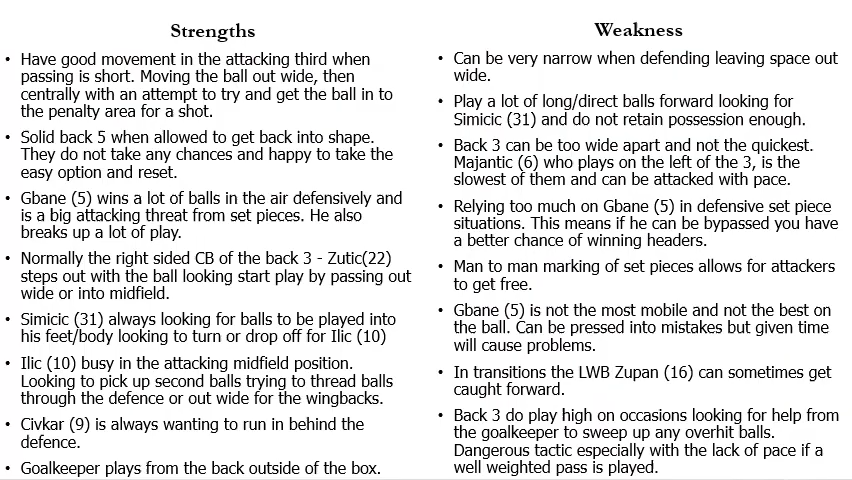 Strengths
• Have good movement in the attacking third when
passing is short. Moving the ball out wide, then
centrally with an attempt to try and get the ball in to
the penalty area for a shot.
• Solid back 5 when allowed to get back into shape.
They do not take any chances and happy to take the
easy option and reset.
• Gbane (5) wins a lot of balls in the air defensively and
is a big attacking threat from set pieces. He also
breaks up a lot of play.
• Normally the right sided CB of the back 3 - Zutic(22)
steps out with the ball looking start play by passing out
wide or into midfield.
• Simicic (31) always looking for balls to be played into
his feet/body looking to turn or drop off for Ilic (10)
• Ilic (10) busy in the attacking midfield position.
Looking to pick up second balls trying to thread balls
through the defence or out wide for the wingbacks.
• Civkar (9) is always wanting to run in behind the
defence.
• Goalkeeper plays from the back outside of the box.
Weakness
• Can be very narrow when defending leaving space out
wide.
• Play a lot of long/direct balls forward looking for
Simicic (31) and do not retain possession enough.
• Back 3 can be too wide apart and not the quickest.
Majantic (6) who plays on the left of the 3, is the
slowest of them and can be attacked with pace.
• Relying too much on Gbane (5) in defensive set piece
situations. This means if he can be bypassed you have
a better chance of winning headers.
• Man to man marking of set pieces allows for attackers
to get free.
• Gbane (5) is not the most mobile and not the best on
the ball. Can be pressed into mistakes but given time
will cause problems.
• In transitions the LWB Zupan (16) can sometimes get
caught forward.
• Back 3 do play high on occasions looking for help from
the goalkeeper to sweep up any overhit balls.
Dangerous tactic especially with the lack of pace if a
well weighted pass is played.